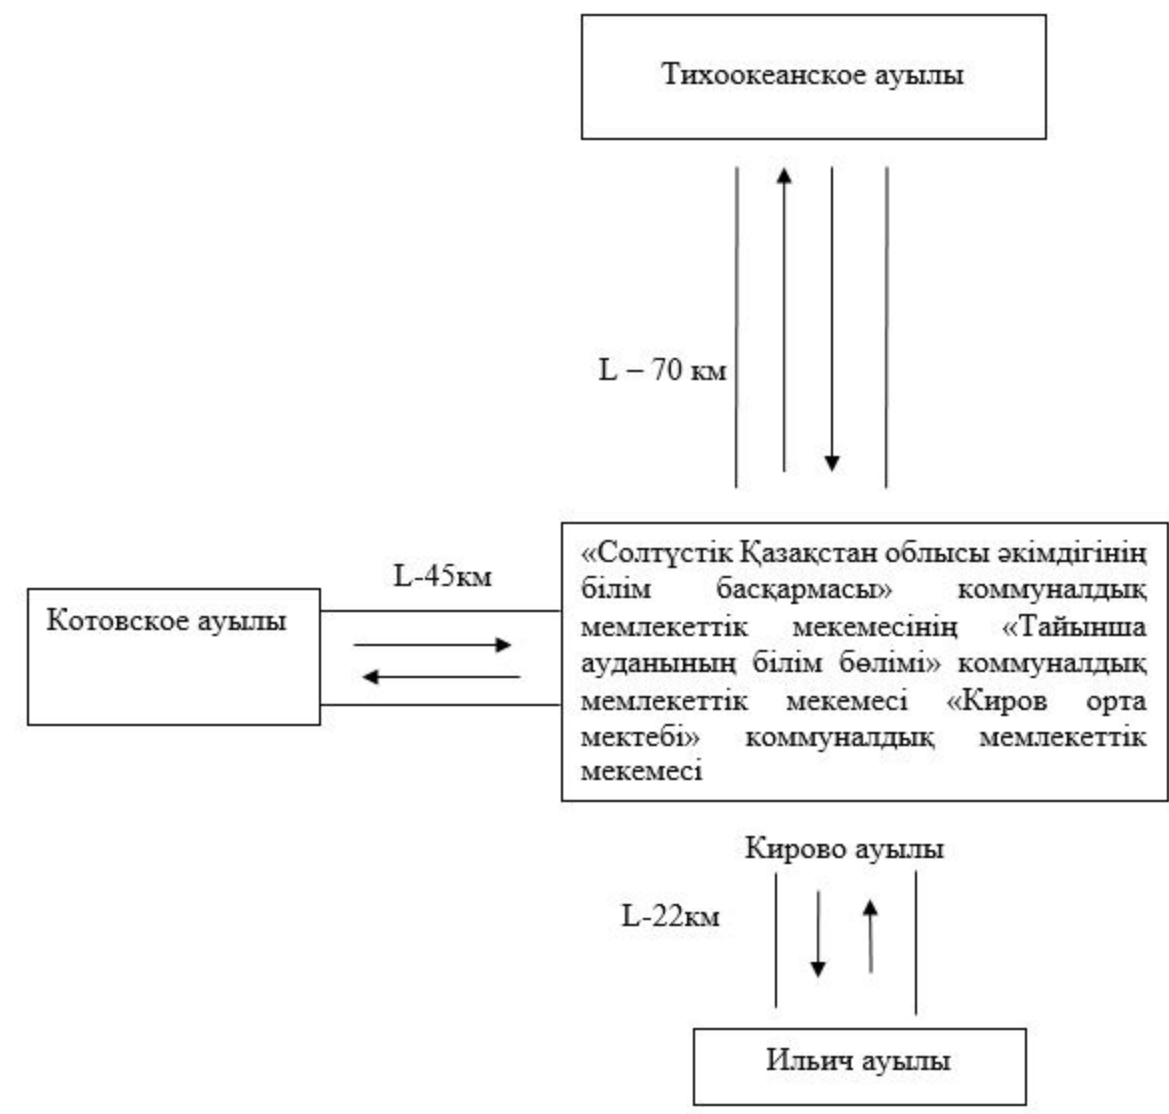 Тихоокеанское ауылы
L – 70 км
«Солтүстік Қазақстан облысы әкімдігінің
білім басқармасы» коммуналдық
мемлекеттік мекемесінің «Тайынша
ауданының білім бөлімі» коммуналдық
мемлекеттік мекемесі «Киров орта
мектебі» коммуналдық мемлекеттік
мекемесі
L-45км
Котовское ауылы
Кирово ауылы
L-22км
Ильич ауылы